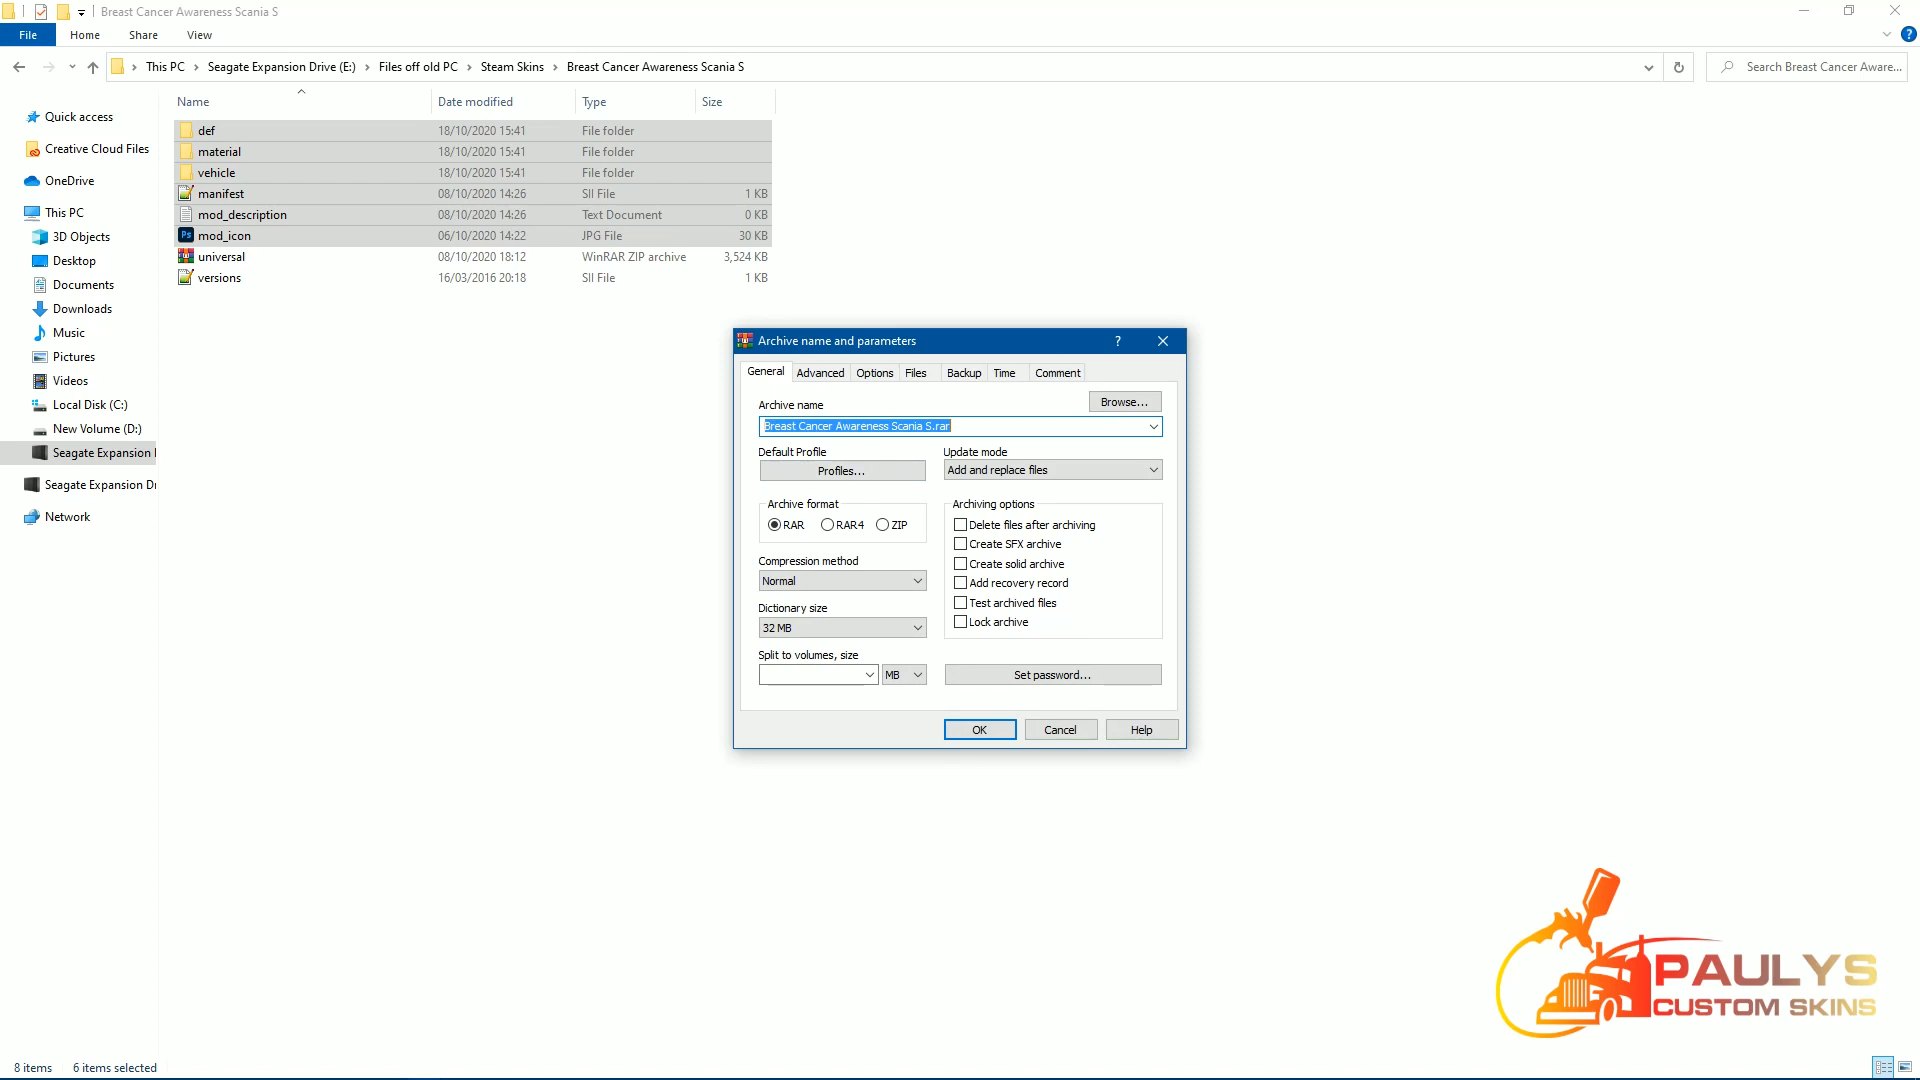 Breast Cancer Awareness Scania S
File Home Share View
This PC Seagate Expansion Drive (E:) Files off old PC Steam Skins Breast Cancer Awareness Scania S
Search Breast Cancer Aware...
Name Date modified Type Size
Quick access
Creative Cloud Files
OneDrive
This PC
3D Objects
Desktop
Documents
Downloads
Music
Pictures
Videos
Local Disk (C:)
New Volume (D:)
Seagate Expansion
Seagate Expansion Dr
Network
def 18/10/2020 15:41 File folder
material 18/10/2020 15:41 File folder
vehicle 18/10/2020 15:41 File folder
manifest 08/10/2020 14:26 SII File 1 KB
mod_description 08/10/2020 14:26 Text Document 0 KB
Ps mod_icon 06/10/2020 14:22 JPG File 30 KB
universal 08/10/2020 18:12 WinRAR ZIP archive 3,524 KB
versions 16/03/2016 20:18 SII File 1 KB
Archive name and parameters ?
General Advanced Options Files Backup Time Comment
Archive name
Browse...
Breast Cancer Awareness Scania S.rar
Default Profile
Profiles...
Update mode
Add and replace files
Archive format
RAR RAR4 ZIP
Compression method
Normal
Dictionary size
32 MB
Split to volumes, size
MB
Archiving options
Delete files after archiving
Create SFX archive
Create solid archive
Add recovery record
Test archived files
Lock archive
Set password...
OK Cancel Help
PAULYS
CUSTOM SKINS
8 items 6 items selected